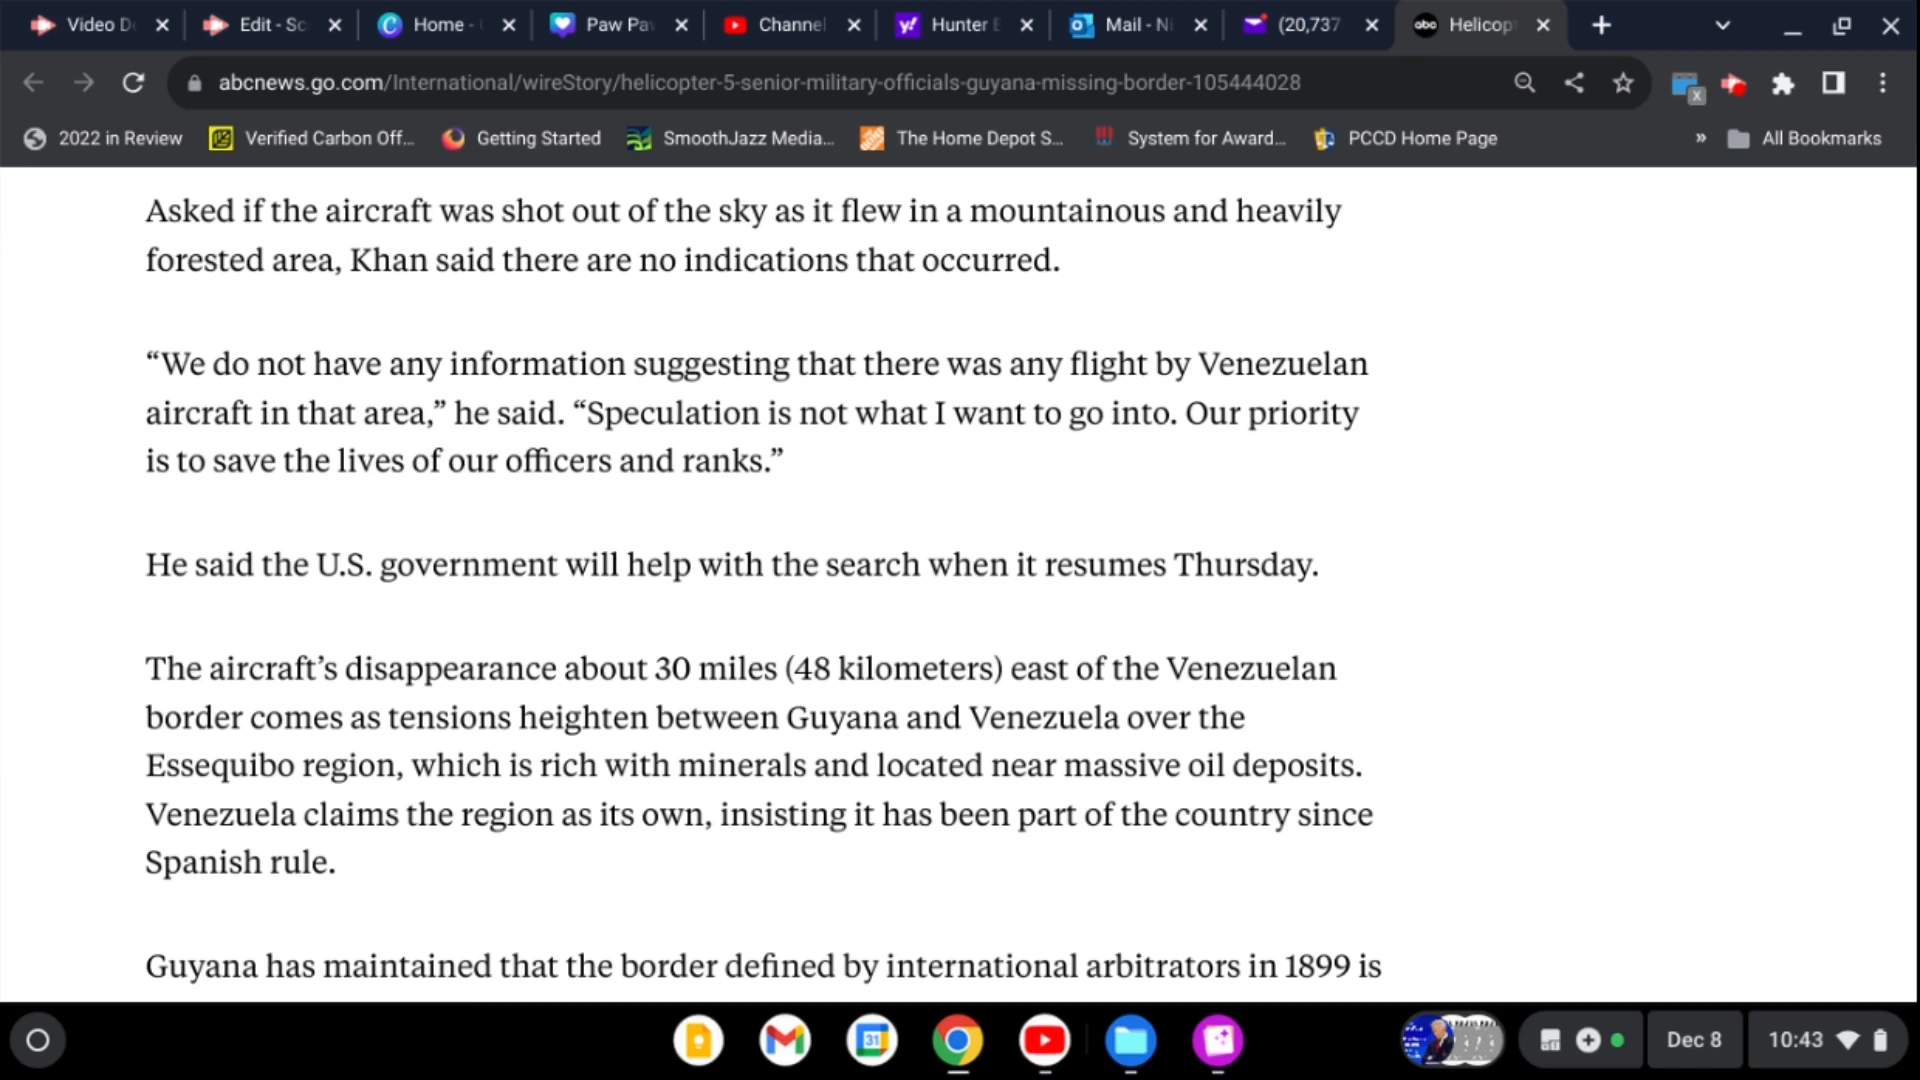 Video D
Edit - Sc
Home -
Paw Pa
Channel
Hunter
Mail - Ni
(20,737
Helicop
abcnews.go.com/International/wireStory/helicopter-5-senior-military-officials-guyana-missing-border-105444028
2022 in Review
Verified Carbon Off...
Getting Started
SmoothJazz Media...
The Home Depot S...
System for Award...
PCCD Home Page
»
All Bookmarks
Asked if the aircraft was shot out of the sky as it flew in a mountainous and heavily
forested area, Khan said there are no indications that occurred.
“We do not have any information suggesting that there was any flight by Venezuelan
aircraft in that area,” he said. “Speculation is not what I want to go into. Our priority
is to save the lives of our officers and ranks.”
He said the U.S. government will help with the search when it resumes Thursday.
The aircraft’s disappearance about 30 miles (48 kilometers) east of the Venezuelan
border comes as tensions heighten between Guyana and Venezuela over the
Essequibo region, which is rich with minerals and located near massive oil deposits.
Venezuela claims the region as its own, insisting it has been part of the country since
Spanish rule.
Guyana has maintained that the border defined by international arbitrators in 1899 is
31
Dec 8
10:43